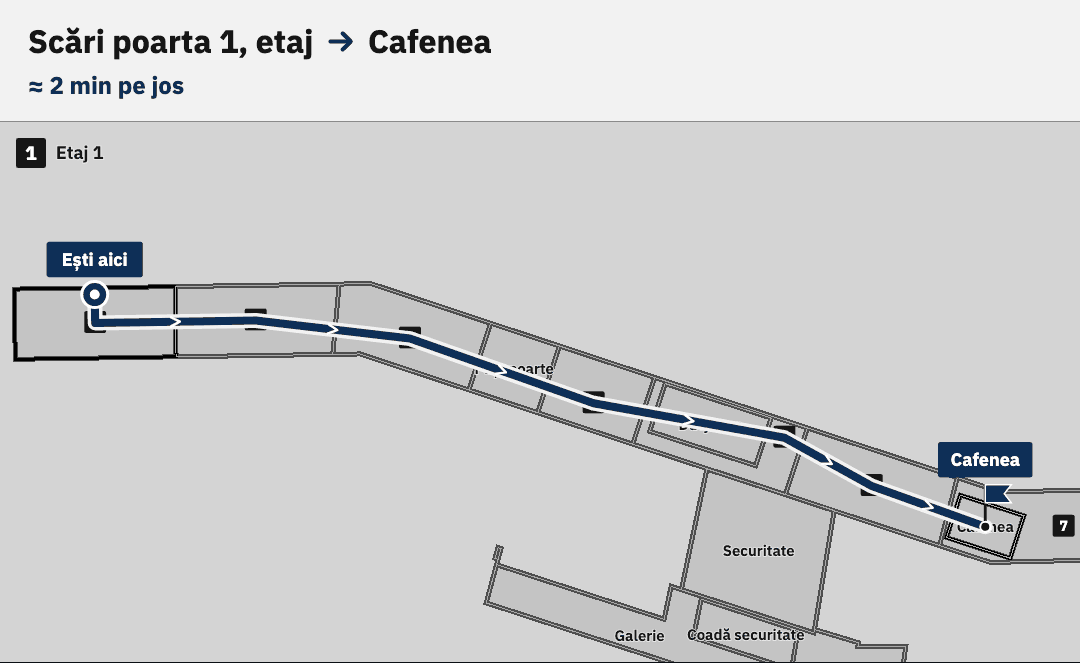 Scări poarta 1, etaj → Cafenea
≈ 2 min pe jos
1 Etaj 1
Ești aici
Cafenea
7
Securitate
Galerie
Coadă securitate